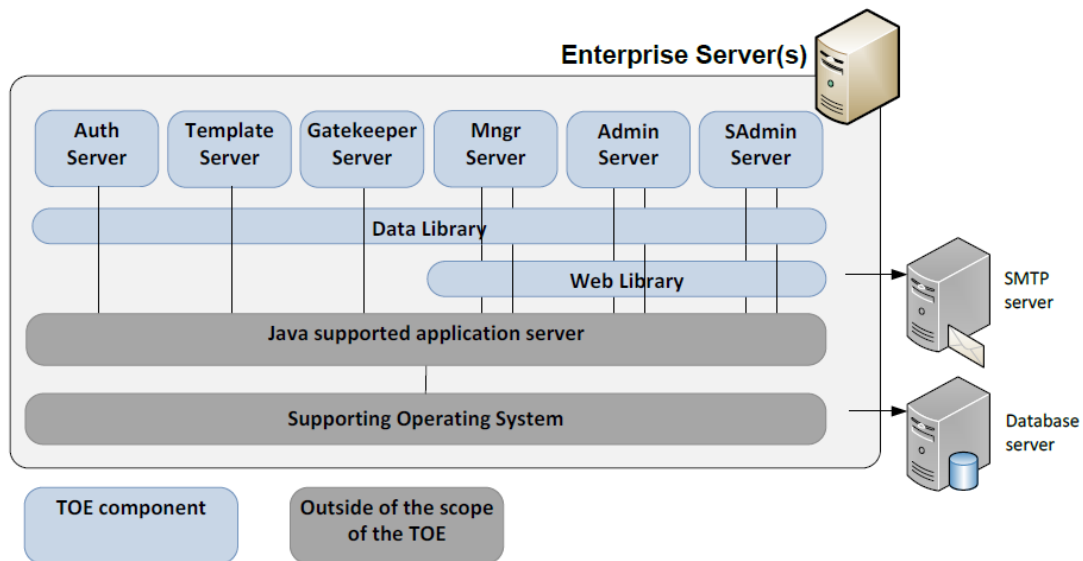 Enterprise Server(s)
Auth
Server
Template
Server
Gatekeeper
Server
Mngr
Server
Admin
Server
SAdmin
Server
Data Library
Web Library
SMTP
server
Java supported application server
Supporting Operating System
Database
server
TOE component
Outside of the scope
of the TOE